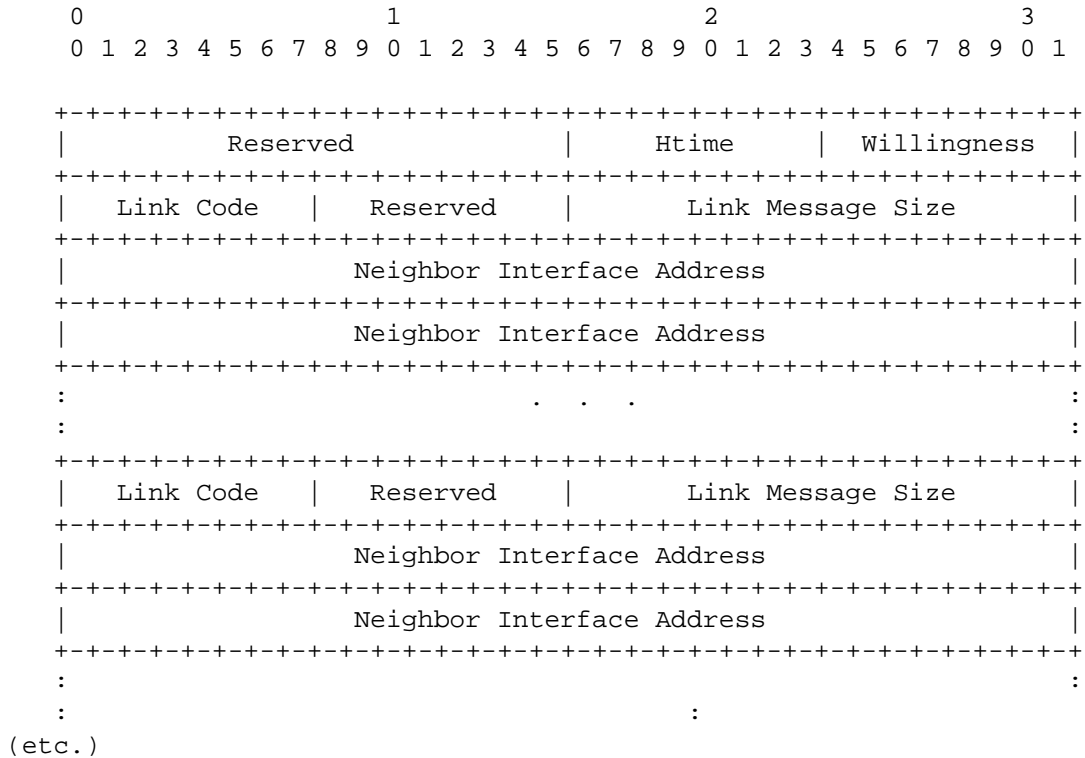 0                   1                   2                   3
    0 1 2 3 4 5 6 7 8 9 0 1 2 3 4 5 6 7 8 9 0 1 2 3 4 5 6 7 8 9 0 1

   +-+-+-+-+-+-+-+-+-+-+-+-+-+-+-+-+-+-+-+-+-+-+-+-+-+-+-+-+-+-+-+-+
   |          Reserved             |     Htime     |  Willingness  |
   +-+-+-+-+-+-+-+-+-+-+-+-+-+-+-+-+-+-+-+-+-+-+-+-+-+-+-+-+-+-+-+-+
   |   Link Code   |   Reserved    |       Link Message Size       |
   +-+-+-+-+-+-+-+-+-+-+-+-+-+-+-+-+-+-+-+-+-+-+-+-+-+-+-+-+-+-+-+-+
   |                  Neighbor Interface Address                   |
   +-+-+-+-+-+-+-+-+-+-+-+-+-+-+-+-+-+-+-+-+-+-+-+-+-+-+-+-+-+-+-+-+
   |                  Neighbor Interface Address                   |
   +-+-+-+-+-+-+-+-+-+-+-+-+-+-+-+-+-+-+-+-+-+-+-+-+-+-+-+-+-+-+-+-+
   :                             .  .  .                           :
   :                                                               :
   +-+-+-+-+-+-+-+-+-+-+-+-+-+-+-+-+-+-+-+-+-+-+-+-+-+-+-+-+-+-+-+-+
   |   Link Code   |   Reserved    |       Link Message Size       |
   +-+-+-+-+-+-+-+-+-+-+-+-+-+-+-+-+-+-+-+-+-+-+-+-+-+-+-+-+-+-+-+-+
   |                  Neighbor Interface Address                   |
   +-+-+-+-+-+-+-+-+-+-+-+-+-+-+-+-+-+-+-+-+-+-+-+-+-+-+-+-+-+-+-+-+
   |                  Neighbor Interface Address                   |
   +-+-+-+-+-+-+-+-+-+-+-+-+-+-+-+-+-+-+-+-+-+-+-+-+-+-+-+-+-+-+-+-+
   :                                                               :
   :                                       :
(etc.)